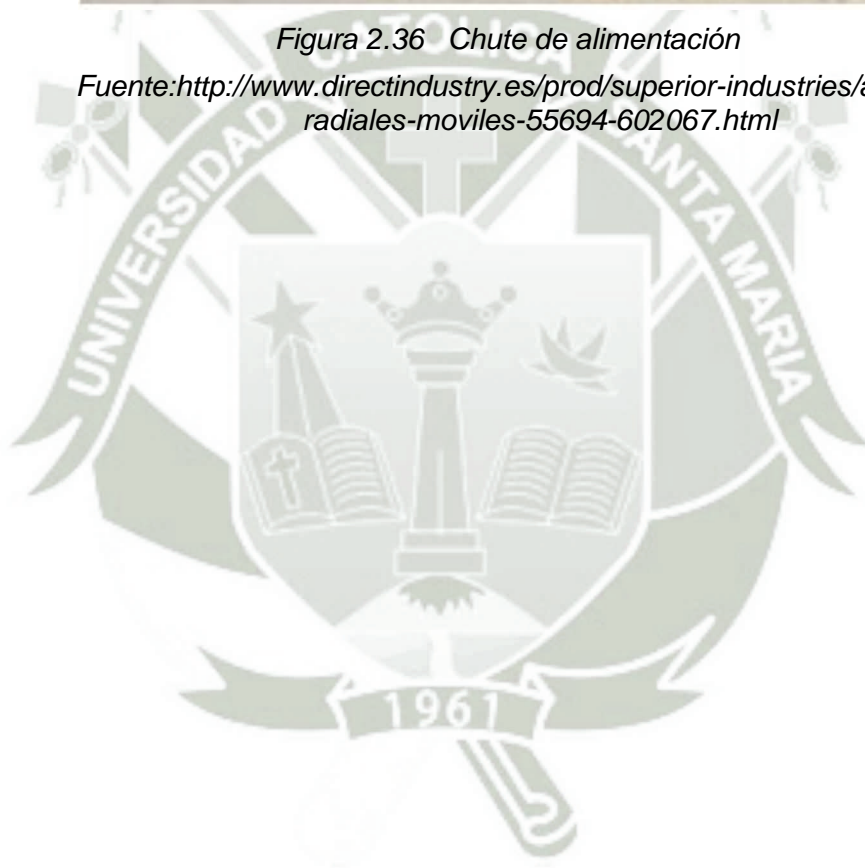 Figura 2.36 Chute de alimentación
Fuente:http://www.directindustry.es/prod/superior-industries/a
radiales-moviles-55694-602067.html
UNIVERSIDAD CATOLICA SANTA MARIA
1961